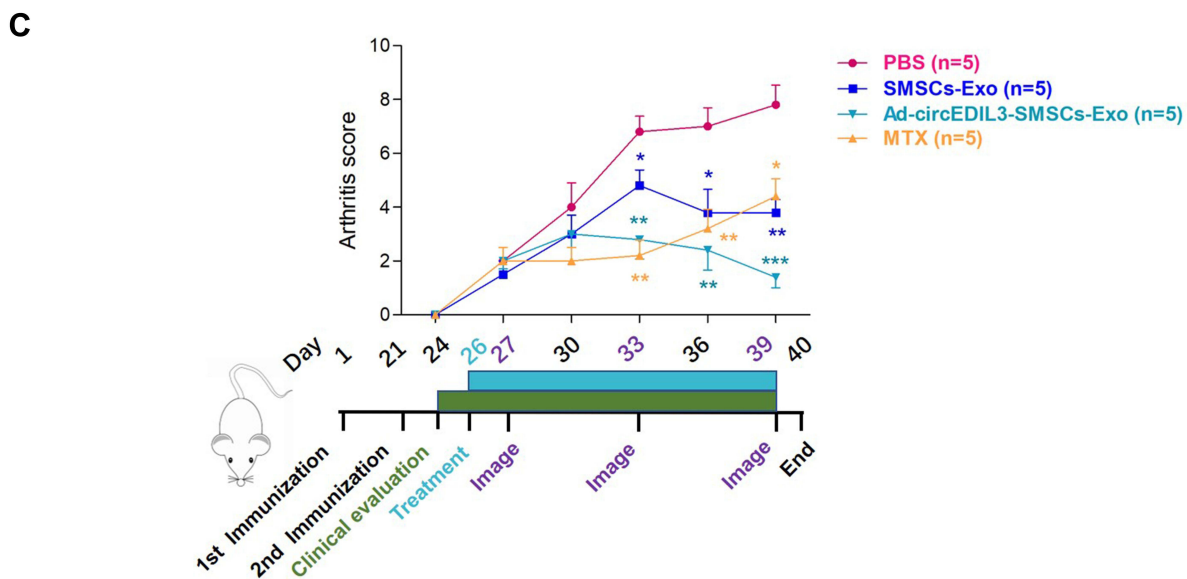 C
10
8
6
4
2
0
Arthritis score
PBS (n=5)
SMSCs-Exo (n=5)
Ad-circEDIL3-SMSCs-Exo (n=5)
MTX (n=5)
*
*
*
**
**
**
**
**
***
Day 1 21 24 26 27 30 33 36 39 40
1st Immunization
2nd Immunization
Clinical evaluation
Treatment
Image
Image
Image
End